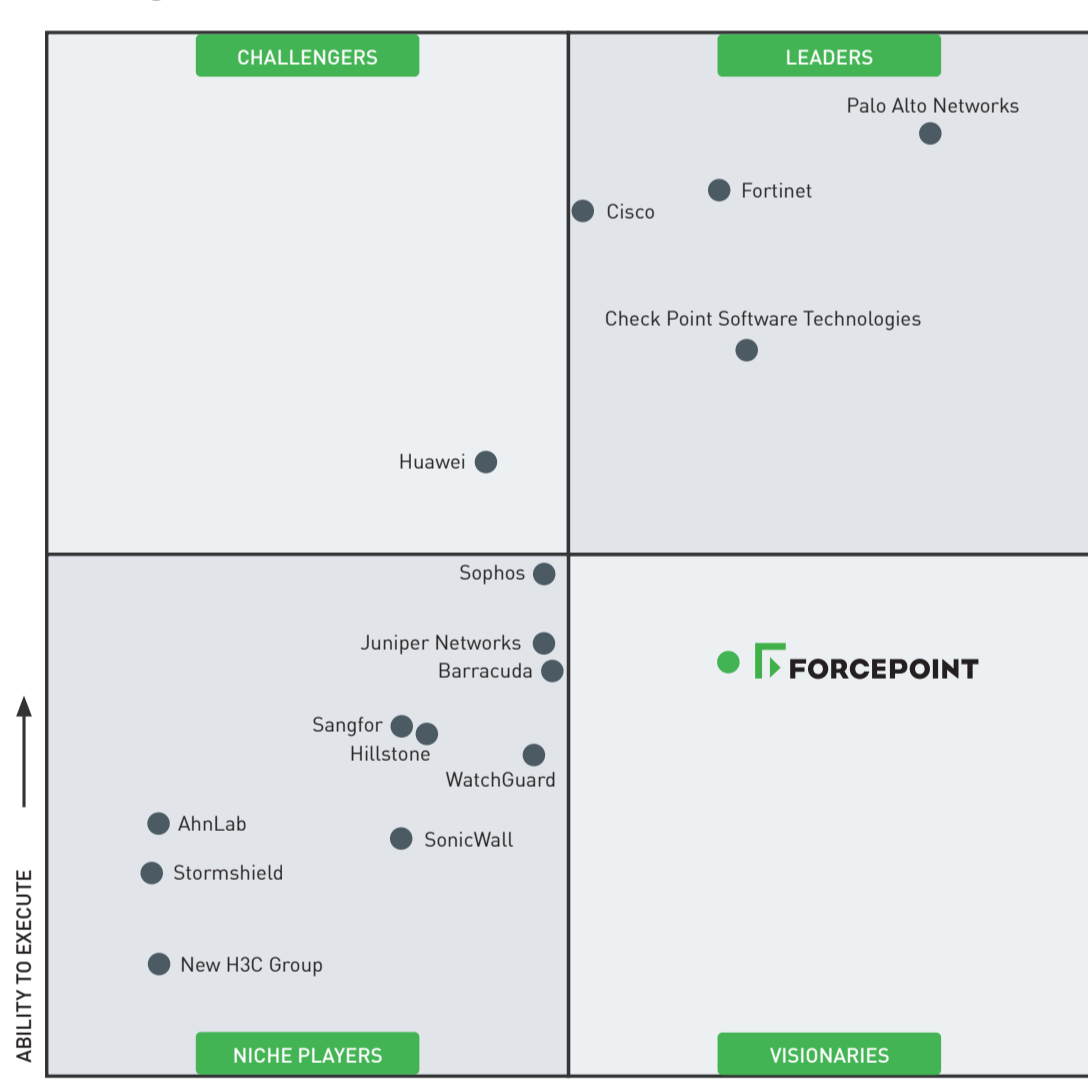 CHALLENGERS
LEADERS
Palo Alto Networks
Fortinet
Cisco
Check Point Software Technologies
Huawei
Sophos
Juniper Networks
Barracuda
FORCEPOINT
Sangfor
Hillstone
WatchGuard
AhnLab
SonicWall
Stormshield
New H3C Group
ABILITY TO EXECUTE
NICHE PLAYERS
VISIONARIES